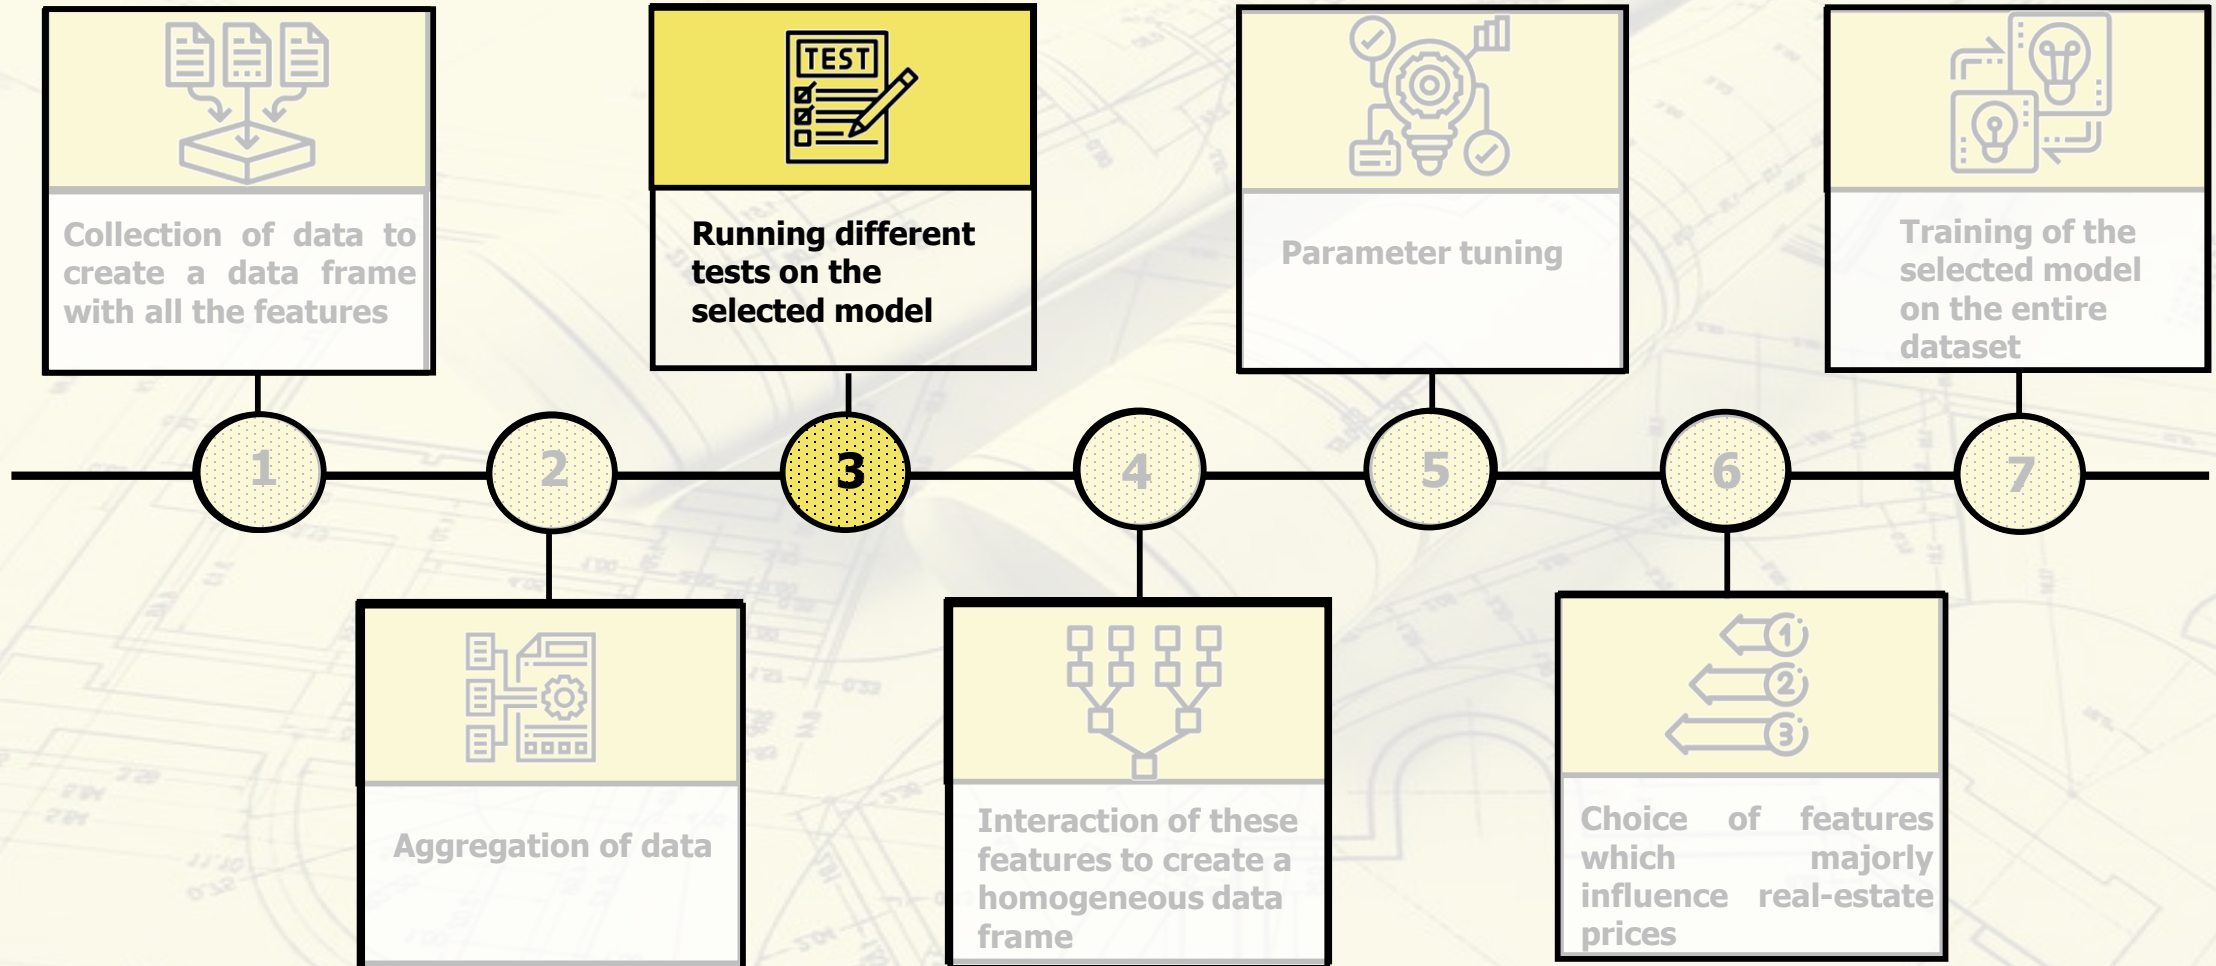 Collection of data to
create a data frame
with all the features
TEST
Running different
tests on the
selected model
Parameter tuning
Training of the
selected model
on the entire
dataset
1
2
3
4
5
6
7
Aggregation of data
Interaction of these
features to create a
homogeneous data
frame
1
2
3
Choice of features
which majorly
influence real-estate
prices